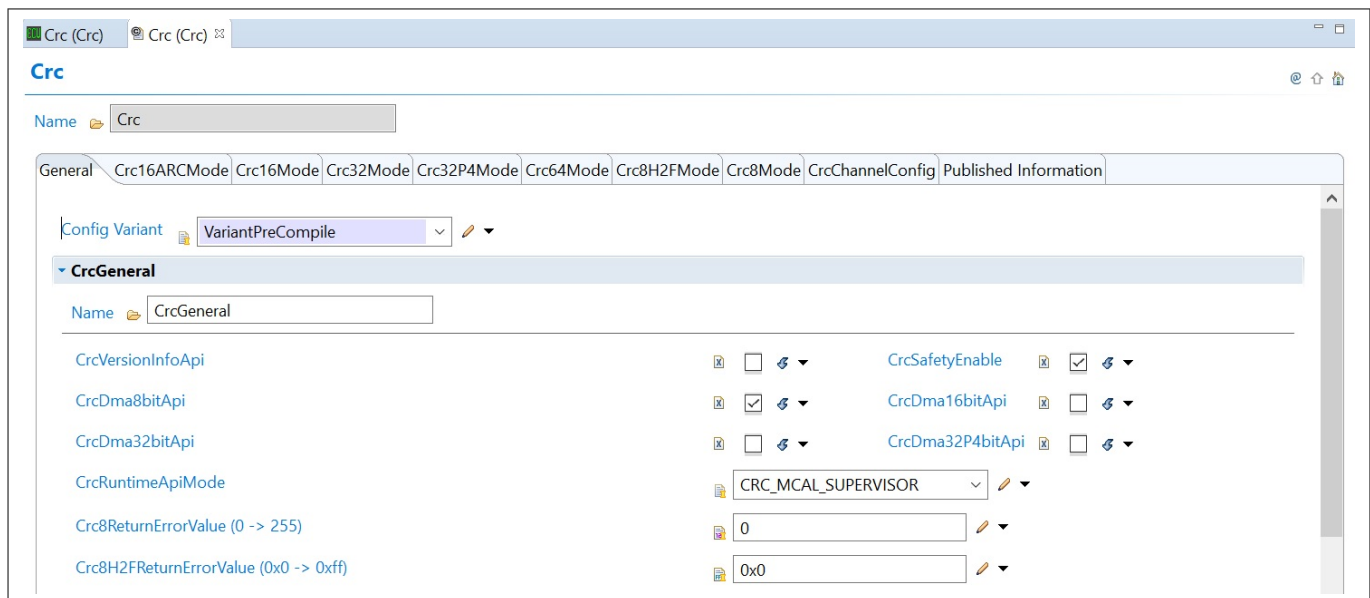 Crc (Crc) Crc (Crc)
Crc
Name Crc
General Crc16ARCMode Crc16Mode Crc32Mode Crc32P4Mode Crc64Mode Crc8H2FMode Crc8Mode CrcChannelConfig Published Information
Config Variant VariantPreCompile
CrcGeneral
Name CrcGeneral
CrcVersionInfoApi CrcSafetyEnable
CrcDma8bitApi CrcDma16bitApi
CrcDma32bitApi CrcDma32P4bitApi
CrcRuntimeApiMode CRC_MCAL_SUPERVISOR
Crc8ReturnErrorValue (0 -> 255) 0
Crc8H2FReturnErrorValue (0x0 -> 0xff) 0x0